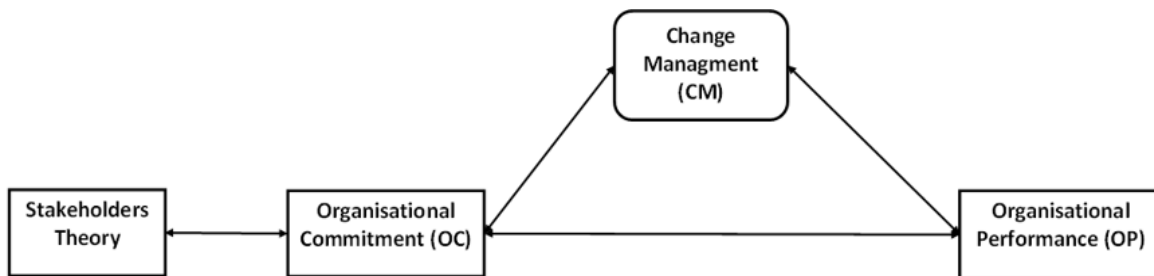 Change
Managment
(CM)
Stakeholders
Theory
Organisational
Commitment (OC)
Organisational
Performance (OP)